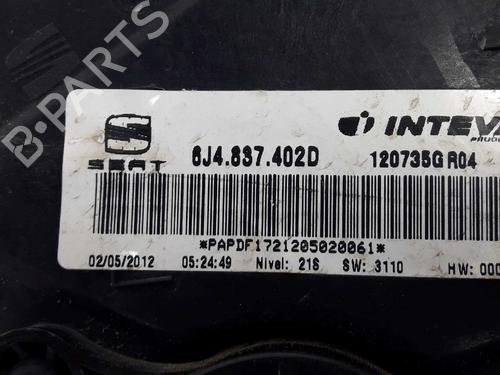 B-PARTS
SEAT
6J4.837.402D
INTEV
120735G R04
*PAPDF1721205020061*
02/05/2012 05:24:49 Nivel: 21S SW: 3110 HW: 000